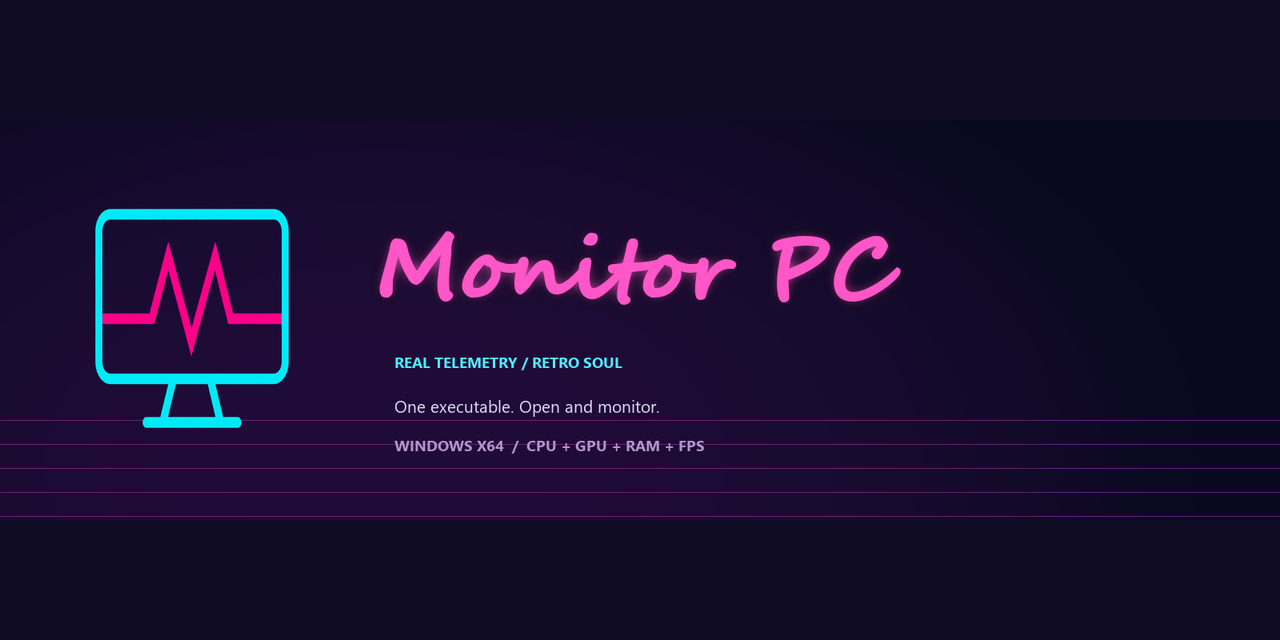 Monitor PC
REAL TELEMETRY / RETRO SOUL
One executable. Open and monitor.
WINDOWS X64 / CPU + GPU + RAM + FPS